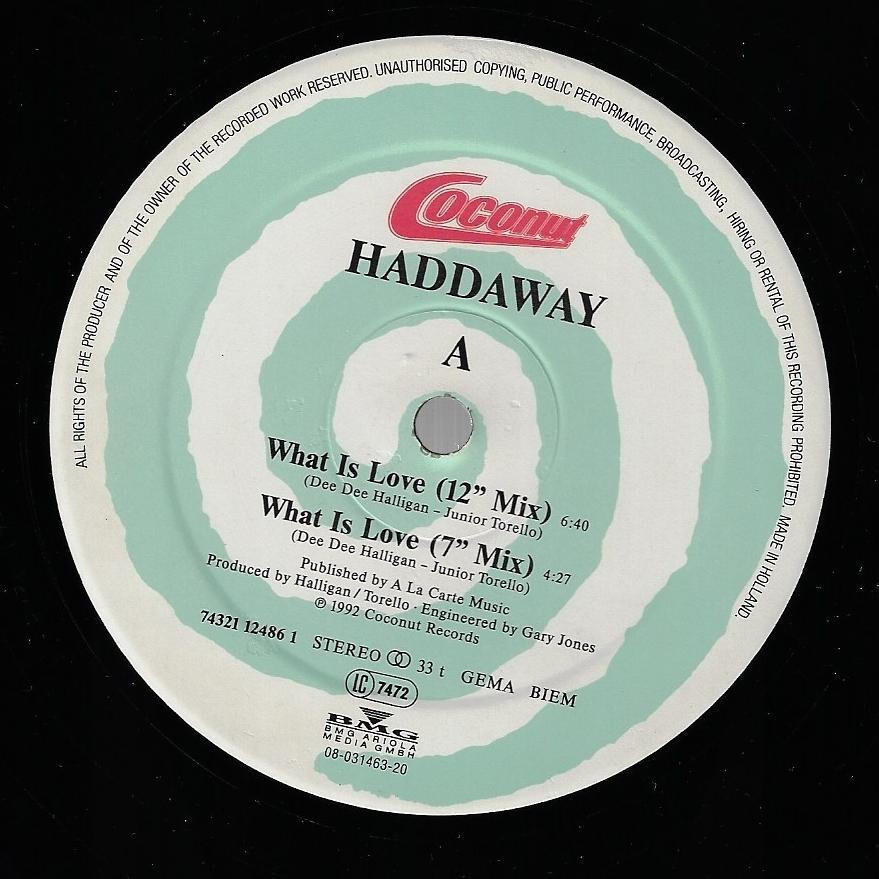 ALL RIGHTS OF THE PRODUCER AND OF THE OWNER OF THE RECORDED WORK RESERVED. UNAUTHORISED COPYING, PUBLIC PERFORMANCE, BROADCASTING, HIRING OR RENTAL OF THIS RECORDING PROHIBITED. MADE IN HOLLAND.
Coconut
HADDAWAY
A
What Is Love (12” Mix) 6:40
(Dee Dee Halligan – Junior Torello)
What Is Love (7” Mix) 4:27
(Dee Dee Halligan – Junior Torello)
Published by A La Carte Music
Produced by Halligan / Torello · Engineered by Gary Jones
℗ 1992 Coconut Records
74321 12486 1 STEREO 33 t GEMA BIEM
LC 7472
BMG
BMG ARIOLA
MEDIA GMBH
08-031463-20